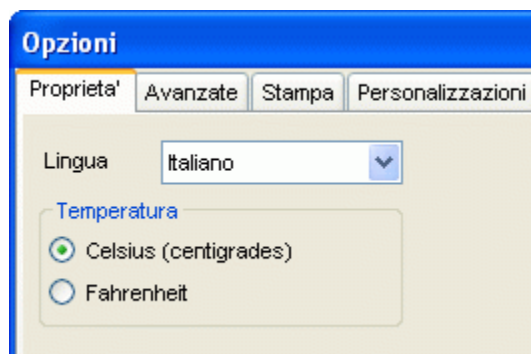 Opzioni
Proprieta' Avanzate Stampa Personalizzazioni
Lingua Italiano
Temperatura
Celsius (centigrades)
Fahrenheit